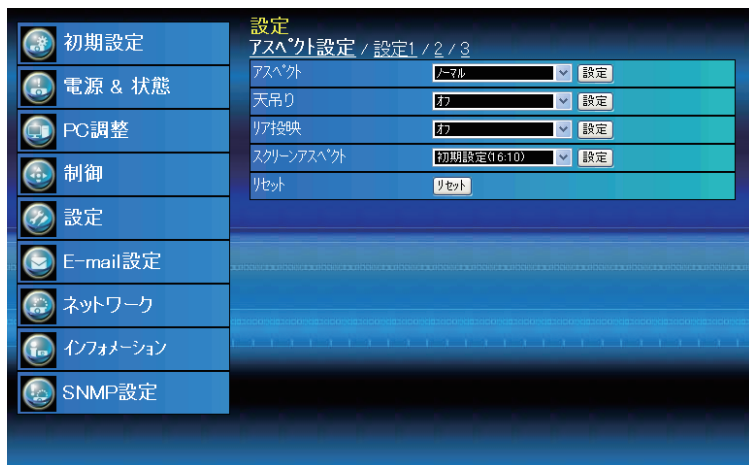 初期設定
電源 & 状態
PC調整
制御
設定
E-mail設定
ネットワーク
インフォメーション
SNMP設定
設定
アスペクト設定 / 設定1 / 2 / 3
アスペクト ノーマル 設定
天吊り オフ 設定
リア投映 オフ 設定
スクリーンアスペクト 初期設定(16:10) 設定
リセット リセット